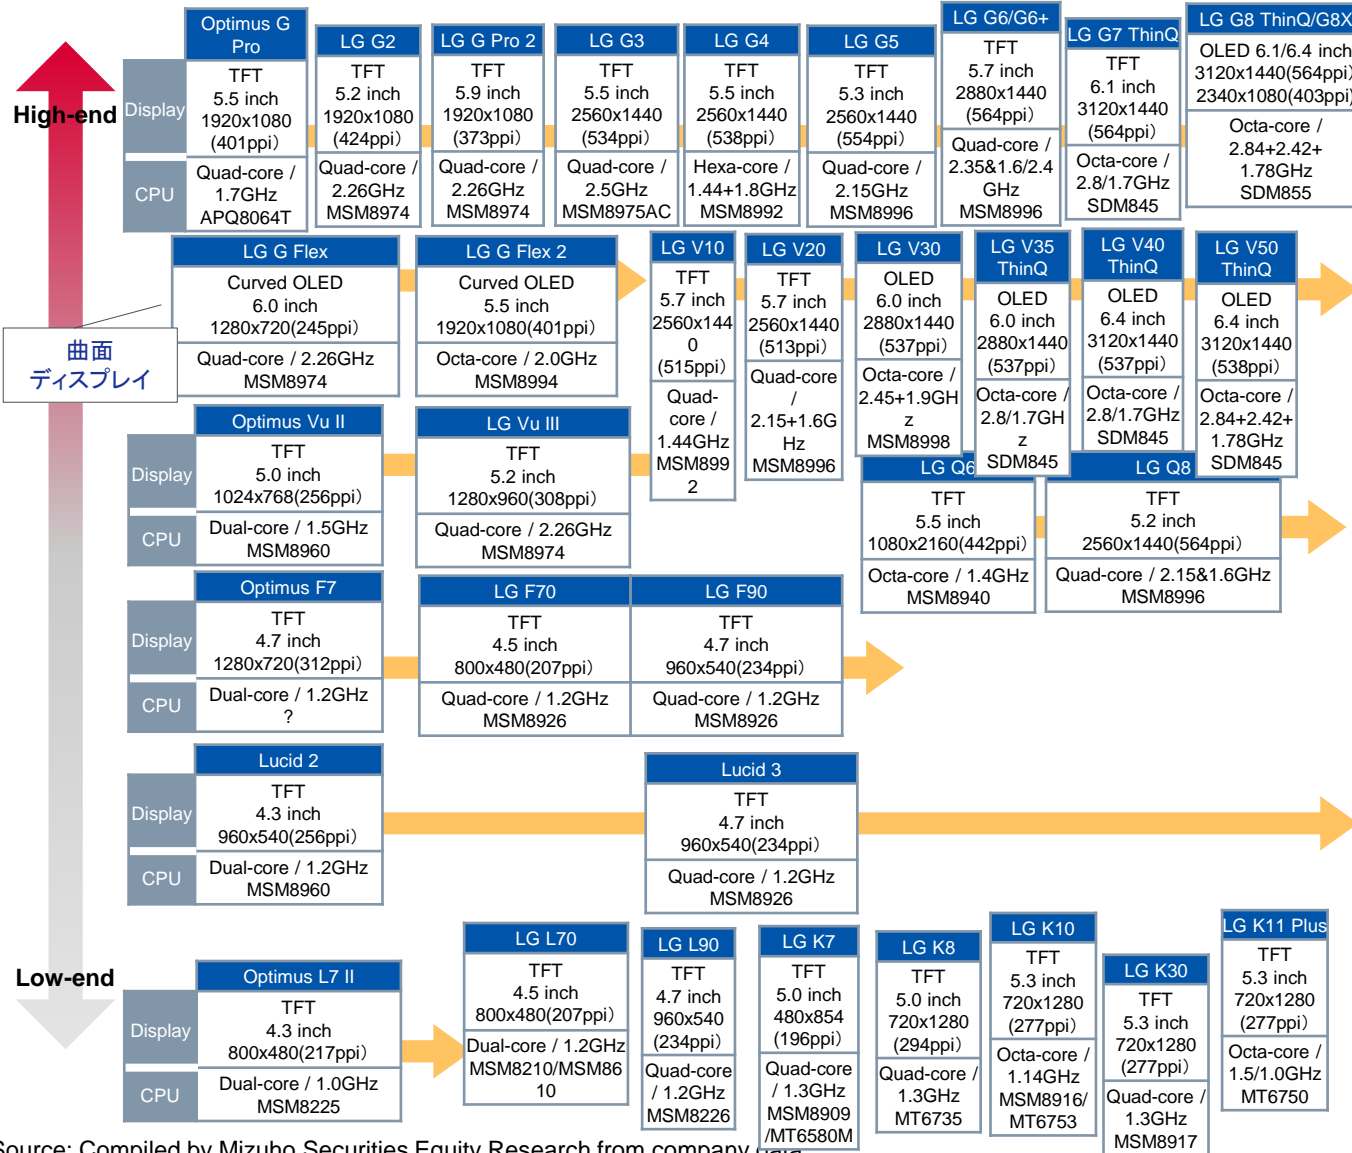 High-end
Display
CPU
Optimus G
Pro
TFT
5.5 inch
1920x1080
(401ppi）
Quad-core /
1.7GHz
APQ8064T
LG G2
TFT
5.2 inch
1920x1080
(424ppi）
Quad-core /
2.26GHz
MSM8974
LG G Pro 2
TFT
5.9 inch
1920x1080
(373ppi）
Quad-core /
2.26GHz
MSM8974
LG G3
TFT
5.5 inch
2560x1440
(534ppi）
Quad-core /
2.5GHz
MSM8975AC
LG G4
TFT
5.5 inch
2560x1440
(538ppi）
Hexa-core /
1.44+1.8GHz
MSM8992
LG G5
TFT
5.3 inch
2560x1440
(554ppi）
Quad-core /
2.15GHz
MSM8996
LG G6/G6+
TFT
5.7 inch
2880x1440
(564ppi）
Quad-core /
2.35&1.6/2.4
GHz
MSM8996
LG G7 ThinQ
TFT
6.1 inch
3120x1440
(564ppi）
Octa-core /
2.8/1.7GHz
SDM845
LG G8 ThinQ/G8X
OLED 6.1/6.4 inch
3120x1440(564ppi）
2340x1080(403ppi）
Octa-core /
2.84+2.42+
1.78GHz
SDM855
曲面
ディスプレイ
LG G Flex
Curved OLED
6.0 inch
1280x720(245ppi）
Quad-core / 2.26GHz
MSM8974
LG G Flex 2
Curved OLED
5.5 inch
1920x1080(401ppi）
Octa-core / 2.0GHz
MSM8994
LG V10
TFT
5.7 inch
2560x144
0
(515ppi）
Quad-
core /
1.44GHz
MSM899
2
LG V20
TFT
5.7 inch
2560x1440
(513ppi）
Quad-core
/
2.15+1.6G
Hz
MSM8996
LG V30
OLED
6.0 inch
2880x1440
(537ppi）
Octa-core /
2.45+1.9GH
z
MSM8998
LG V35
ThinQ
OLED
6.0 inch
2880x1440
(537ppi）
Octa-core /
2.8/1.7GH
z
SDM845
LG V40
ThinQ
OLED
6.4 inch
3120x1440
(537ppi）
Octa-core /
2.8/1.7GHz
SDM845
LG V50
ThinQ
OLED
6.4 inch
3120x1440
(538ppi）
Octa-core /
2.84+2.42+
1.78GHz
SDM845
Display
CPU
Optimus Vu II
TFT
5.0 inch
1024x768(256ppi）
Dual-core / 1.5GHz
MSM8960
LG Vu III
TFT
5.2 inch
1280x960(308ppi）
Quad-core / 2.26GHz
MSM8974
LG Q6
TFT
5.5 inch
1080x2160(442ppi）
Octa-core / 1.4GHz
MSM8940
LG Q8
TFT
5.2 inch
2560x1440(564ppi）
Quad-core / 2.15&1.6GHz
MSM8996
Display
CPU
Optimus F7
TFT
4.7 inch
1280x720(312ppi）
Dual-core / 1.2GHz
?
LG F70
TFT
4.5 inch
800x480(207ppi）
Quad-core / 1.2GHz
MSM8926
LG F90
TFT
4.7 inch
960x540(234ppi）
Quad-core / 1.2GHz
MSM8926
Display
CPU
Lucid 2
TFT
4.3 inch
960x540(256ppi）
Dual-core / 1.2GHz
MSM8960
Lucid 3
TFT
4.7 inch
960x540(234ppi）
Quad-core / 1.2GHz
MSM8926
Low-end
Display
CPU
Optimus L7 II
TFT
4.3 inch
800x480(217ppi）
Dual-core / 1.0GHz
MSM8225
LG L70
TFT
4.5 inch
800x480(207ppi）
Dual-core / 1.2GHz
MSM8210/MSM86
10
LG L90
TFT
4.7 inch
960x540
(234ppi）
Quad-core
/ 1.2GHz
MSM8226
LG K7
TFT
5.0 inch
480x854
(196ppi）
Quad-core
/ 1.3GHz
MSM8909
/MT6580M
LG K8
TFT
5.0 inch
720x1280
(294ppi）
Quad-core /
1.3GHz
MT6735
LG K10
TFT
5.3 inch
720x1280
(277ppi）
Octa-core /
1.14GHz
MSM8916/
MT6753
LG K30
TFT
5.3 inch
720x1280
(277ppi）
Quad-core /
1.3GHz
MSM8917
LG K11 Plus
TFT
5.3 inch
720x1280
(277ppi）
Octa-core /
1.5/1.0GHz
MT6750
Source: Compiled by Mizuho Securities Equity Research from company data